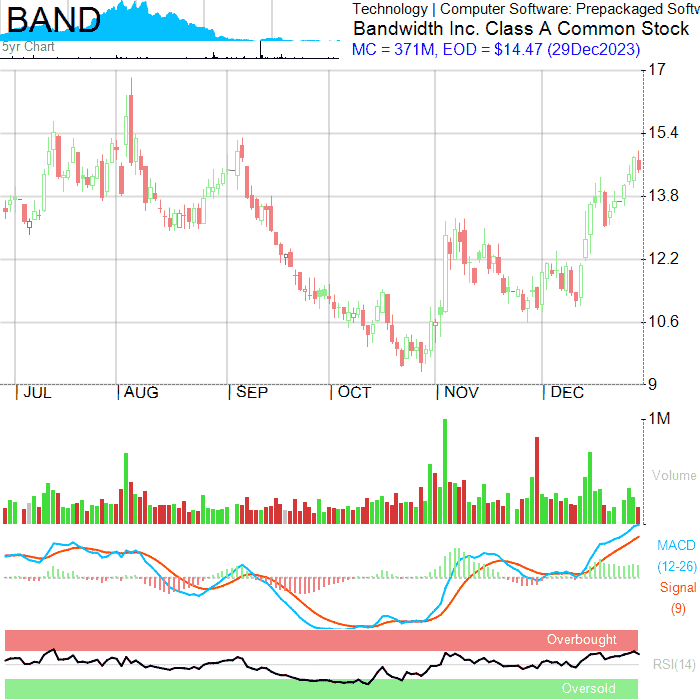 BAND
5yr Chart
Technology | Computer Software: Prepackaged Softw
Bandwidth Inc. Class A Common Stock
MC = 371M, EOD = $14.47 (29Dec2023)
17
15.4
13.8
12.2
10.6
9
JUL
AUG
SEP
OCT
NOV
DEC
1M
Volume
MACD
(12-26)
Signal
(9)
Overbought
RSI(14)
Oversold